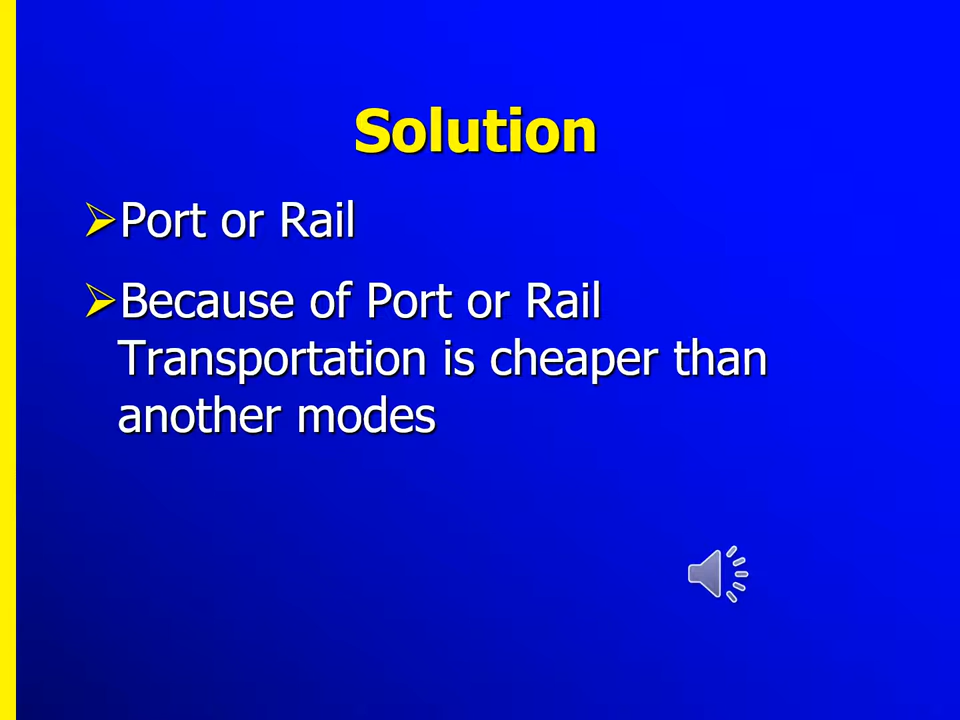 Solution
Port or Rail
Because of Port or Rail
Transportation is cheaper than
another modes